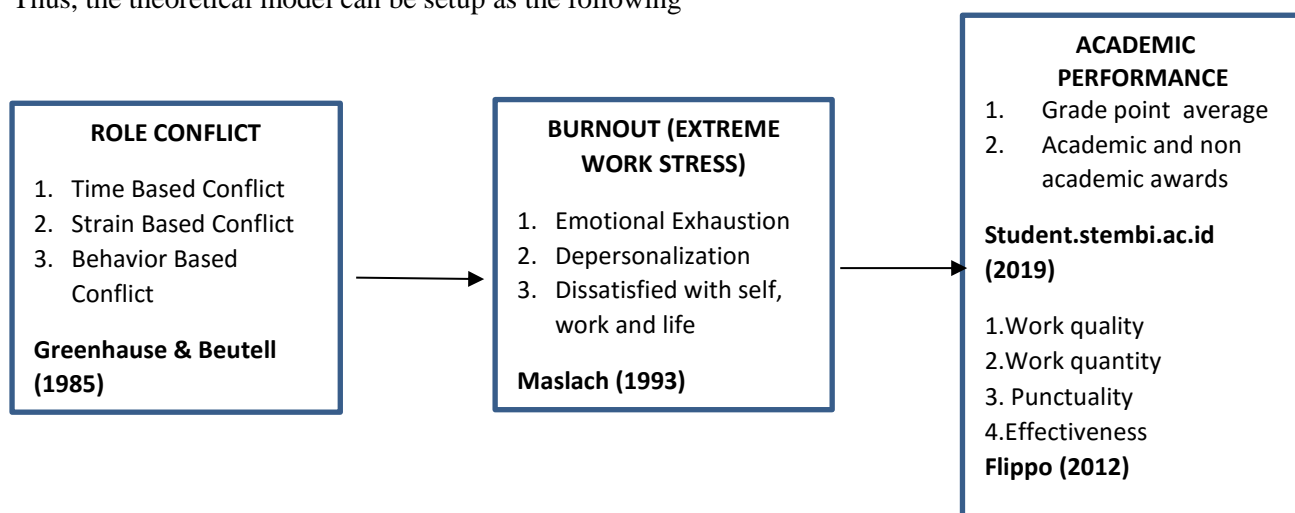 Thus, the theoretical model can be setup as the following
ROLE CONFLICT
1. Time Based Conflict
2. Strain Based Conflict
3. Behavior Based
Conflict
Greenhause & Beutell
(1985)
BURNOUT (EXTREME
WORK STRESS)
1. Emotional Exhaustion
2. Depersonalization
3. Dissatisfied with self,
work and life
Maslach (1993)
ACADEMIC
PERFORMANCE
1. Grade point average
2. Academic and non
academic awards
Student.stembi.ac.id
(2019)
1.Work quality
2.Work quantity
3. Punctuality
4.Effectiveness
Flippo (2012)